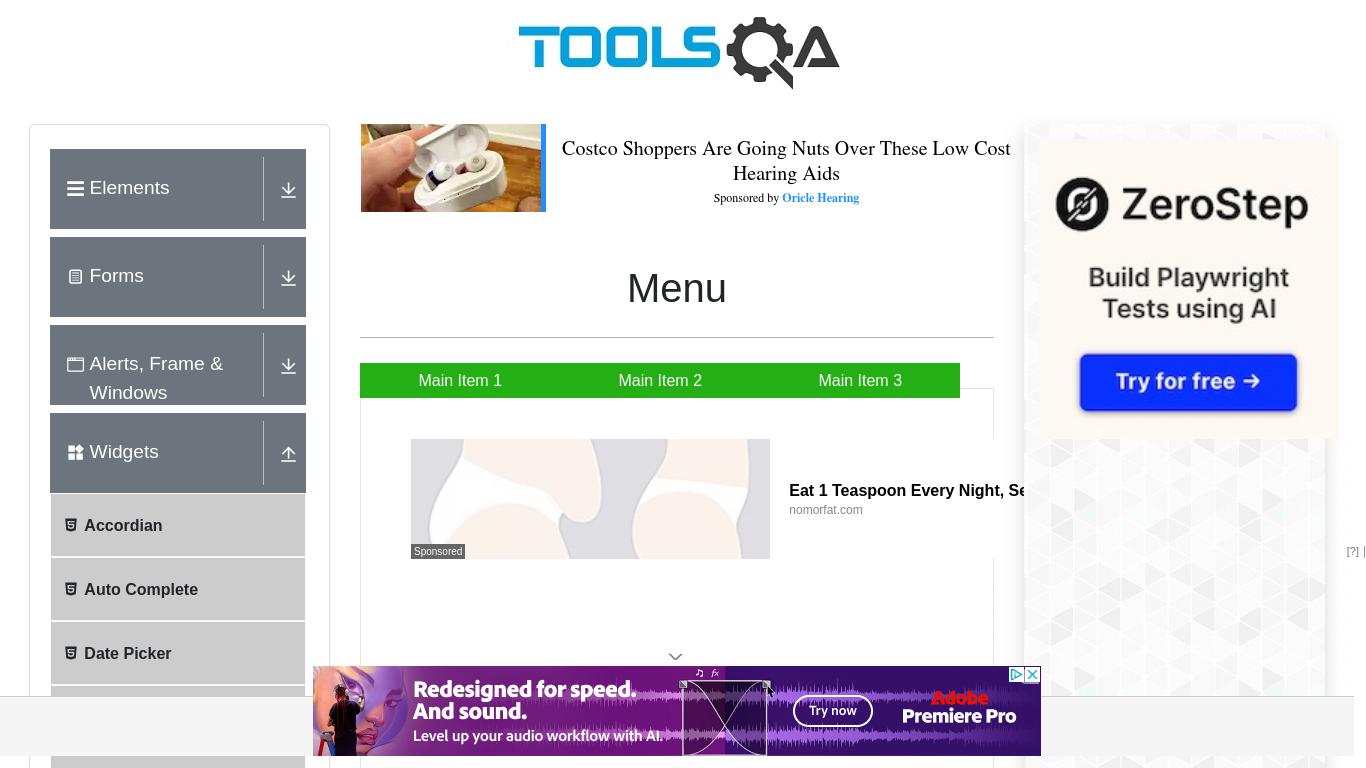 TOOLSQA
Elements
Forms
Alerts, Frame &
Windows
Widgets
Accordian
Auto Complete
Date Picker
Costco Shoppers Are Going Nuts Over These Low Cost
Hearing Aids
Sponsored by Oricle Hearing
Menu
Main Item 1
Main Item 2
Main Item 3
Sponsored
Eat 1 Teaspoon Every Night, Se
nomorfat.com
ZeroStep
Build Playwright
Tests using AI
Try for free →
[?]
Redesigned for speed.
And sound.
Level up your audio workflow with AI.
fx
Try now
Adobe
Premiere Pro